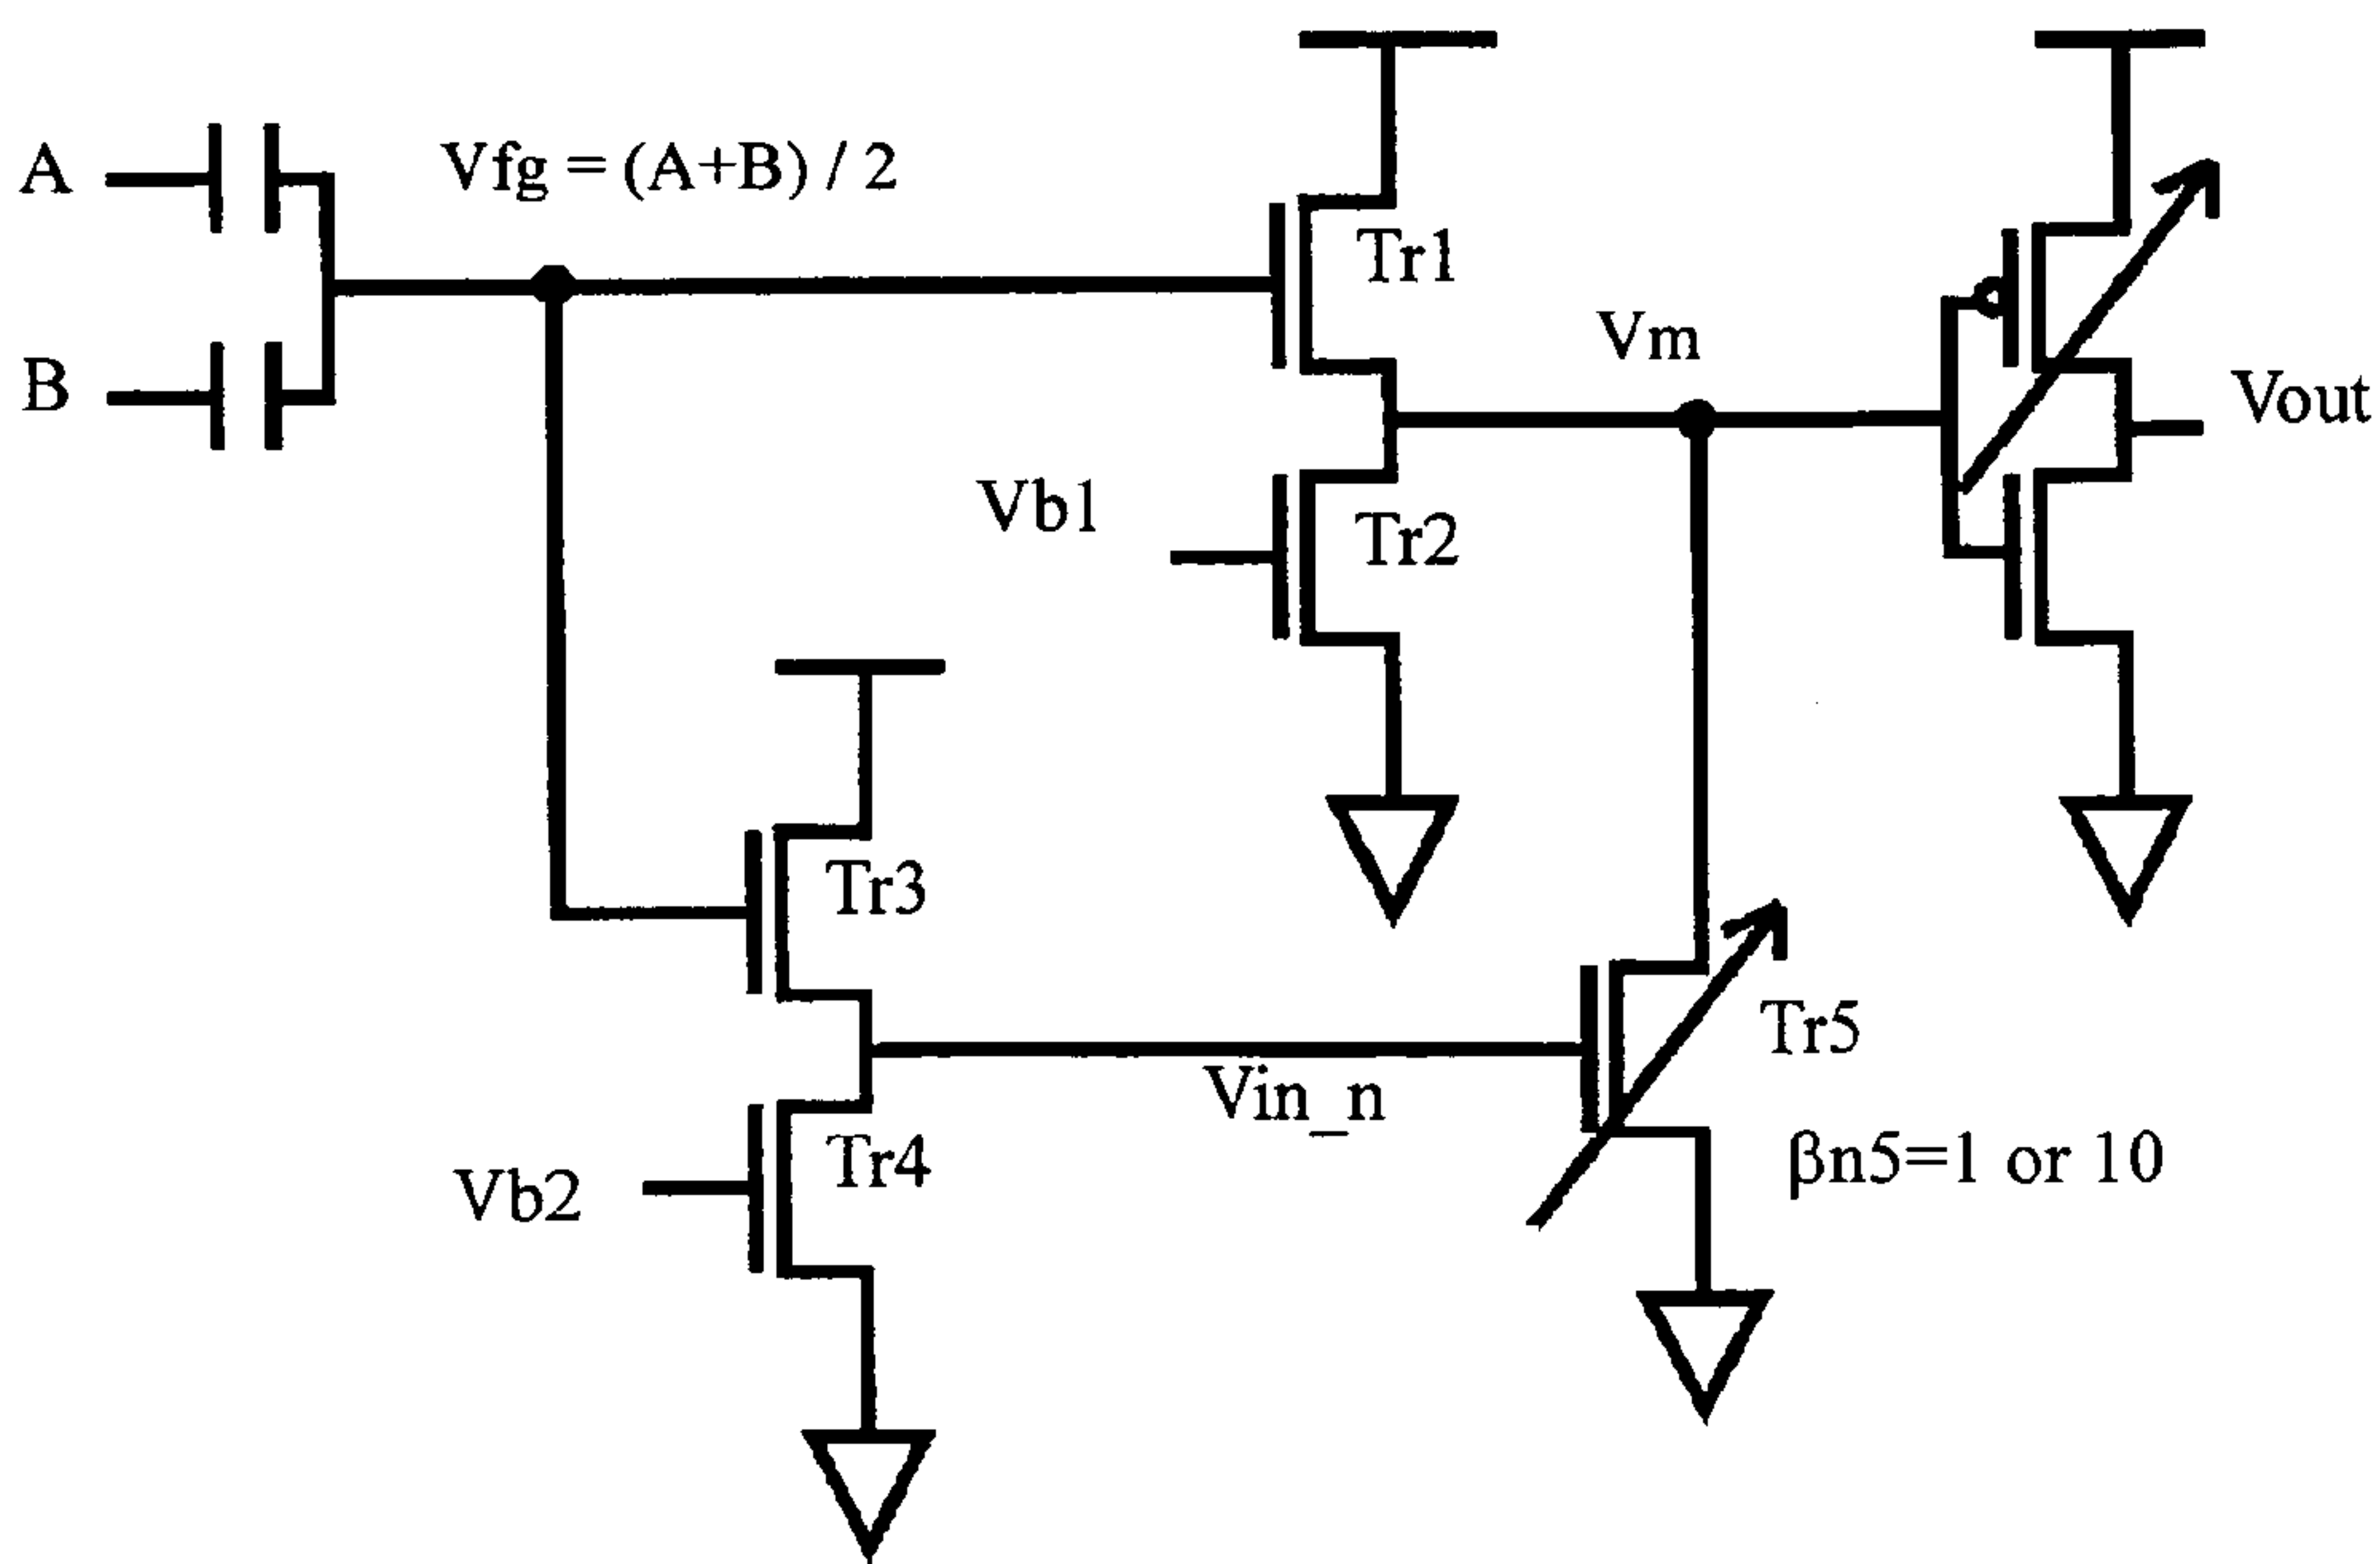 A
Vfg = (A+B) / 2
B
Tr1
Vm
Vout
Vb1
Tr2
Tr3
Vin_n
Tr5
Vb2
Tr4
βn5=1 or 10